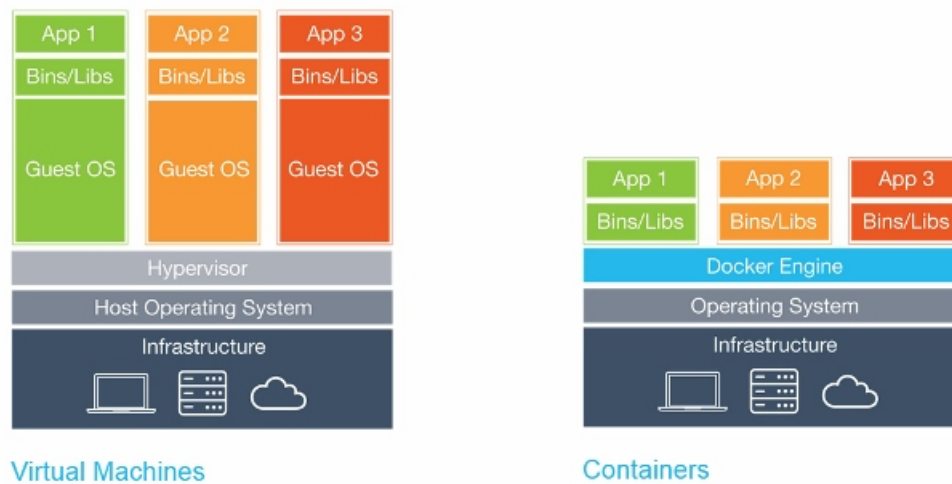 App 1
App 2
App 3
Bins/Libs
Bins/Libs
Bins/Libs
Guest OS
Guest OS
Guest OS
Hypervisor
Host Operating System
Infrastructure
Virtual Machines
App 1
App 2
App 3
Bins/Libs
Bins/Libs
Bins/Libs
Docker Engine
Operating System
Infrastructure
Containers